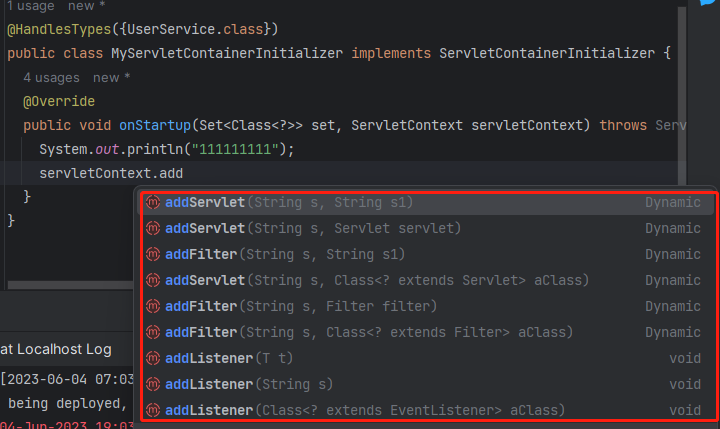 1 usage   new *
@HandlesTypes({UserService.class})
public class MyServletContainerInitializer implements ServletContainerInitializer {
4 usages   new *
@Override
public void onStartup(Set<Class<?>> set, ServletContext servletContext) throws Serv
System.out.println("111111111");
servletContext.add
}
}
addServlet(String s, String s1) Dynamic
addServlet(String s, Servlet servlet) Dynamic
addFilter(String s, String s1) Dynamic
addServlet(String s, Class<? extends Servlet> aClass) Dynamic
addFilter(String s, Filter filter) Dynamic
addFilter(String s, Class<? extends Filter> aClass) Dynamic
addListener(T t) void
addListener(String s) void
addListener(Class<? extends EventListener> aClass) void
at Localhost Log
[2023-06-04 07:03
being deployed,
04-Jun-2023 19:03